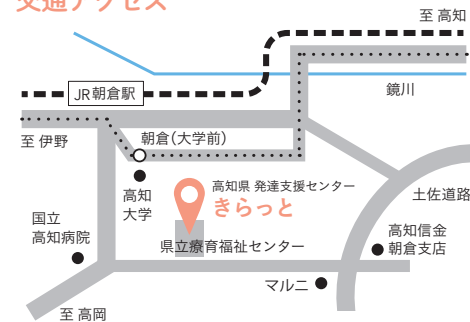 交通アクセス
至 高知
JR朝倉駅
鏡川
至 伊野
朝倉(大学前)
高知
大学
高知県 発達支援センター
きらっと
土佐道路
国立
高知病院
県立療育福祉センター
高知信金
朝倉支店
マルニ
至 高岡